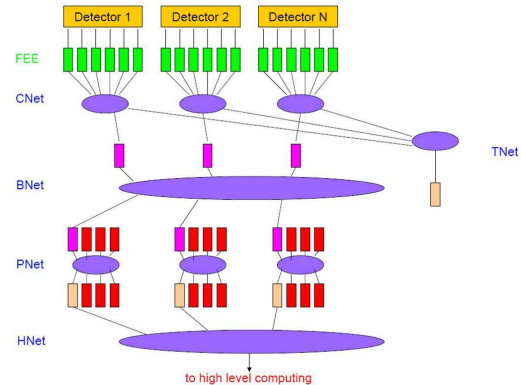 Detector 1 Detector 2 Detector N
FEE
CNet
TNet
BNet
PNet
HNet
to high level computing